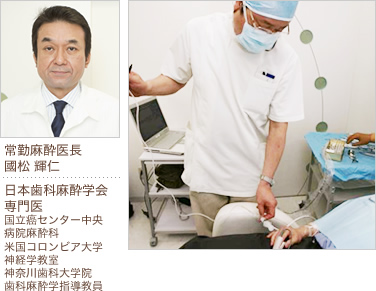 常勤麻酔医長
國松 輝仁
日本歯科麻酔学会
専門医
国立癌センター中央
病院麻酔科
米国コロンビア大学
神経学教室
神奈川歯科大学院
歯科麻酔学指導教員